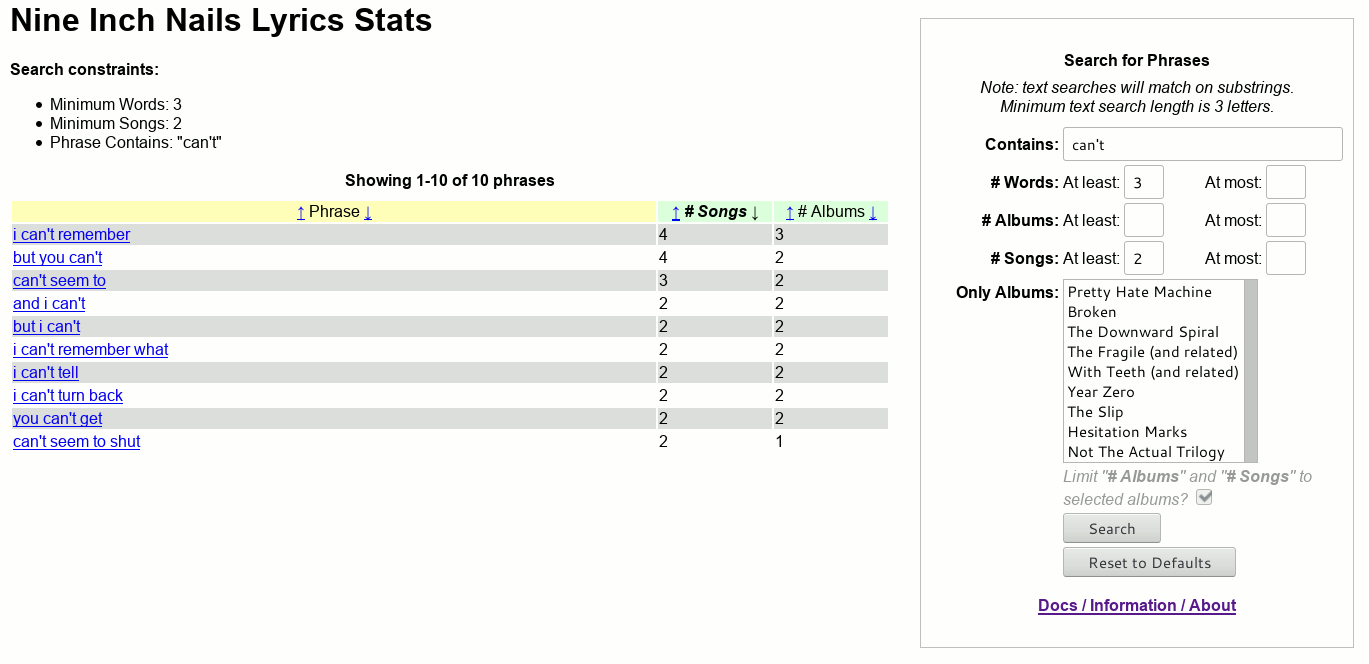 Nine Inch Nails Lyrics Stats
Search constraints:
• Minimum Words: 3
• Minimum Songs: 2
• Phrase Contains: "can't"
Showing 1-10 of 10 phrases
↑ Phrase ↓ ↑ # Songs ↓ ↑ # Albums ↓
i can't remember 4 3
but you can't 4 2
can't seem to 3 2
and i can't 2 2
but i can't 2 2
i can't remember what 2 2
i can't tell 2 2
i can't turn back 2 2
you can't get 2 2
can't seem to shut 2 1
Search for Phrases
Note: text searches will match on substrings.
Minimum text search length is 3 letters.
Contains: can't
# Words: At least: 3 At most:
# Albums: At least: At most:
# Songs: At least: 2 At most:
Only Albums: Pretty Hate Machine
Broken
The Downward Spiral
The Fragile (and related)
With Teeth (and related)
Year Zero
The Slip
Hesitation Marks
Not The Actual Trilogy
Limit "# Albums" and "# Songs" to
selected albums?
Search
Reset to Defaults
Docs / Information / About